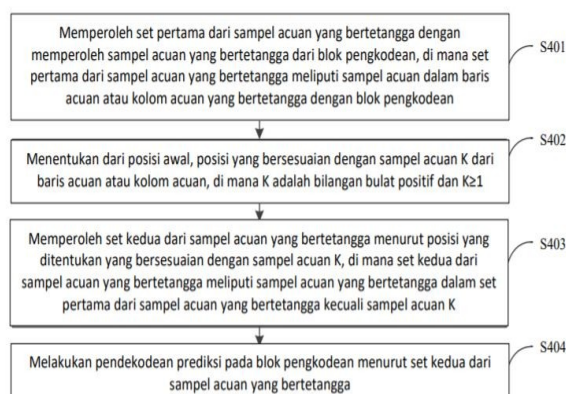 Memperoleh set pertama dari sampel acuan yang bertetangga dengan
memperoleh sampel acuan yang bertetangga dari blok pengkodean, di mana set
pertama dari sampel acuan yang bertetangga meliputi sampel acuan dalam baris
acuan atau kolom acuan yang bertetangga dengan blok pengkodean
S401
Menentukan dari posisi awal, posisi yang bersesuaian dengan sampel acuan K dari
baris acuan atau kolom acuan, di mana K adalah bilangan bulat positif dan K≥1
S402
Memperoleh set kedua dari sampel acuan yang bertetangga menurut posisi yang
ditentukan yang bersesuaian dengan sampel acuan K, di mana set kedua dari
sampel acuan yang bertetangga meliputi sampel acuan yang bertetangga dalam set
pertama dari sampel acuan yang bertetangga kecuali sampel acuan K
S403
Melakukan pendekodean prediksi pada blok pengkodean menurut set kedua dari
sampel acuan yang bertetangga
S404